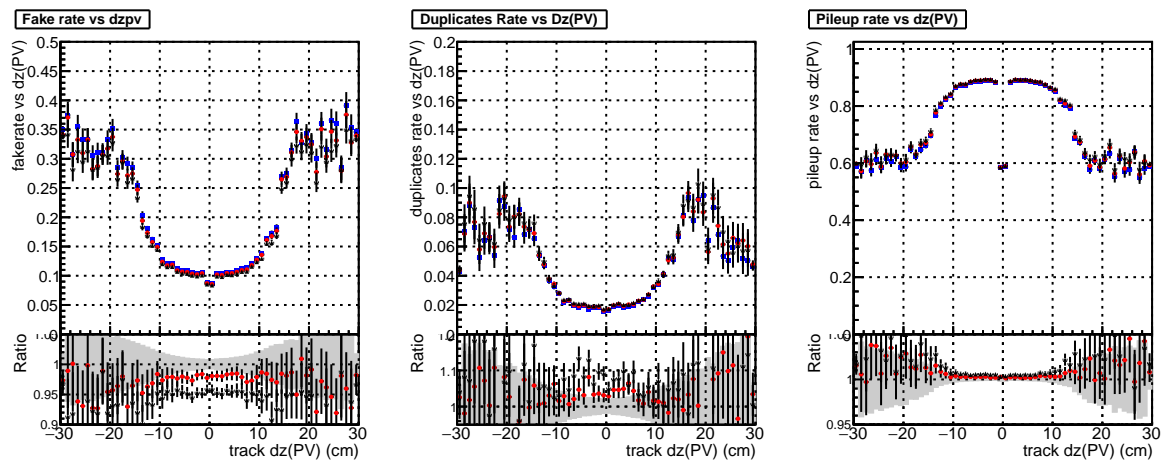 Fake rate vs dzpv
fakerate vs dz(PV)
0.5
0.45
0.4
0.35
0.3
0.25
0.2
0.15
0.1
0.05
0
Ratio
1
0.95
0.9
−30 −20 −10 0 10 20 30
track dz(PV) (cm)
Duplicates Rate vs Dz(PV)
duplicates rate vs dz(PV)
0.2
0.18
0.16
0.14
0.12
0.1
0.08
0.06
0.04
0.02
0
Ratio
1.1
1
−30 −20 −10 0 10 20 30
track dz(PV) (cm)
Pileup rate vs dz(PV)
pileup rate vs dz(PV)
1
0.8
0.6
0.4
0.2
0
Ratio
1
0.95
−30 −20 −10 0 10 20 30
track dz(PV) (cm)